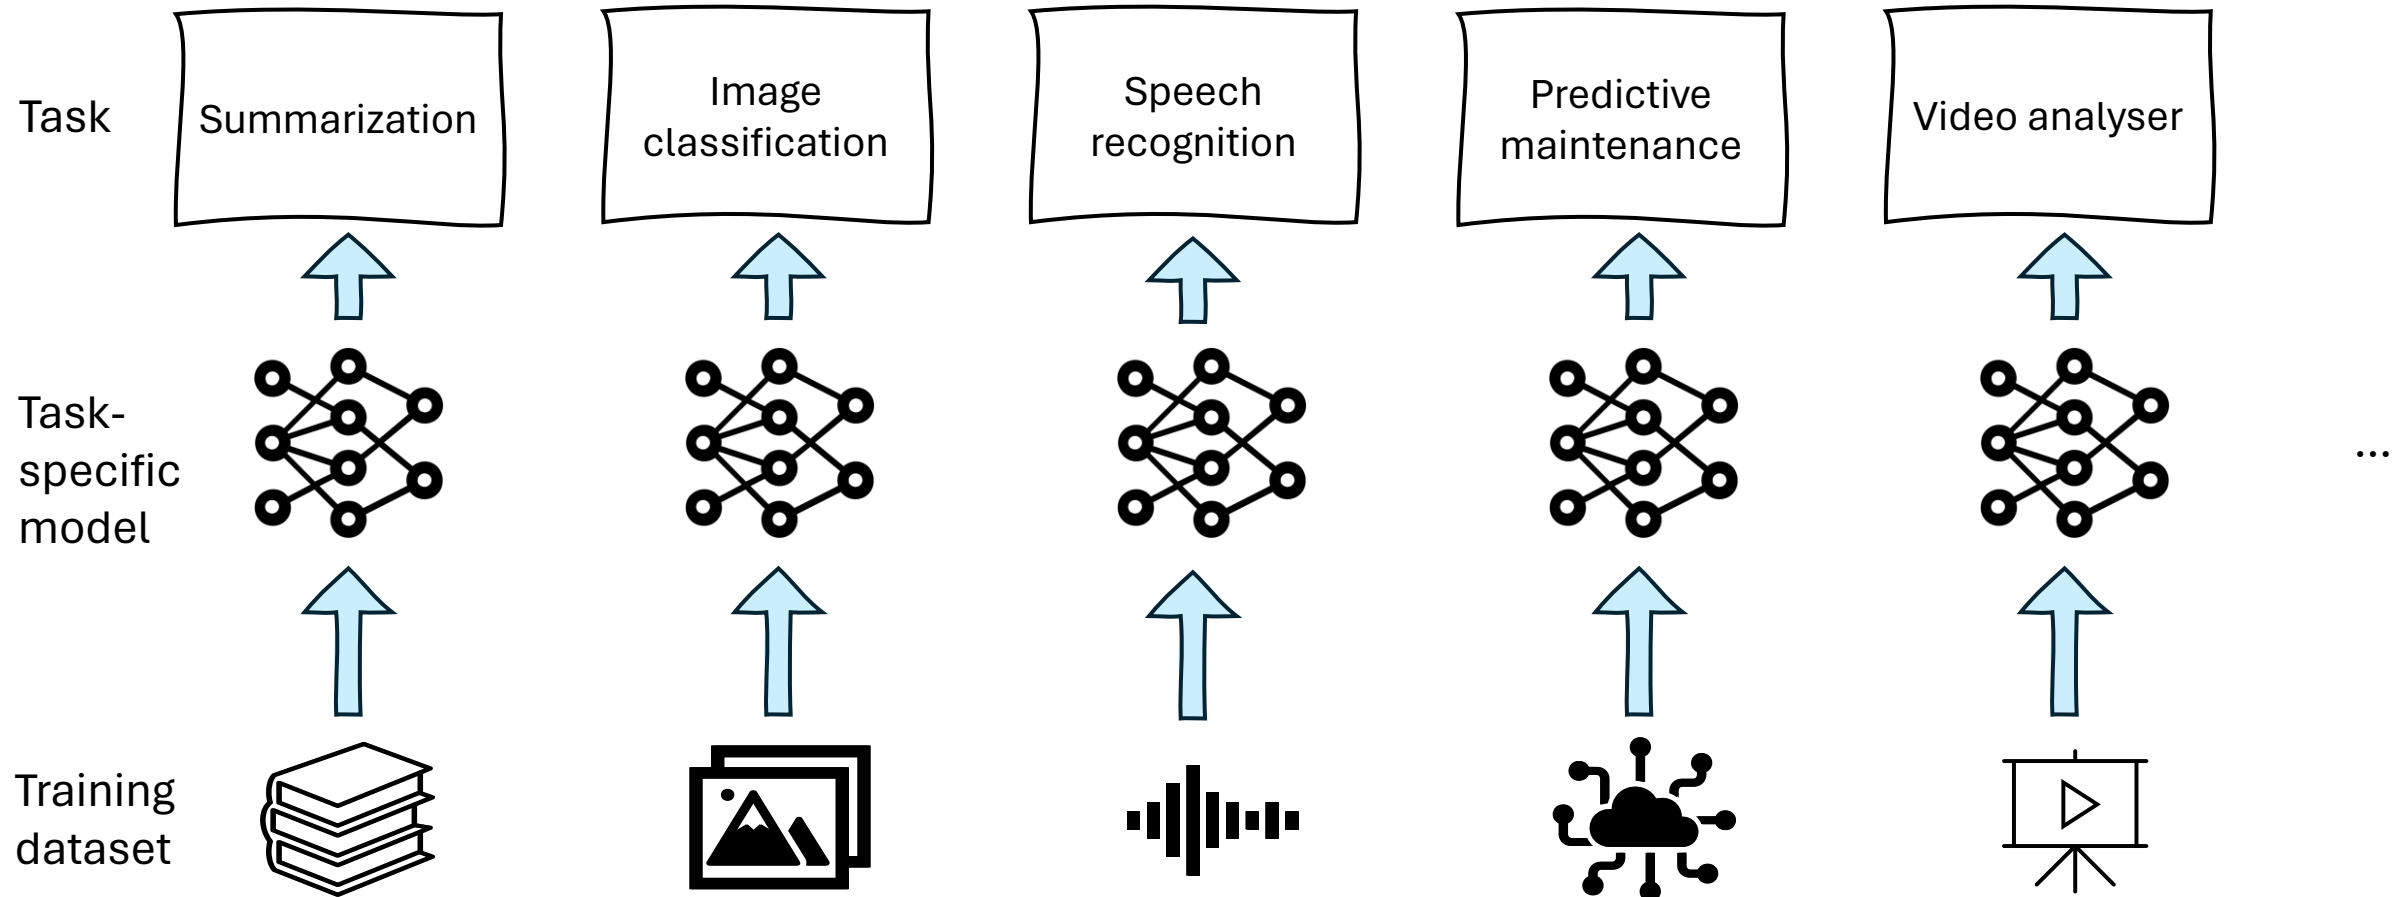 Task
Summarization
Image
classification
Speech
recognition
Predictive
maintenance
Video analyser
Task-
specific
model
...
Training
dataset